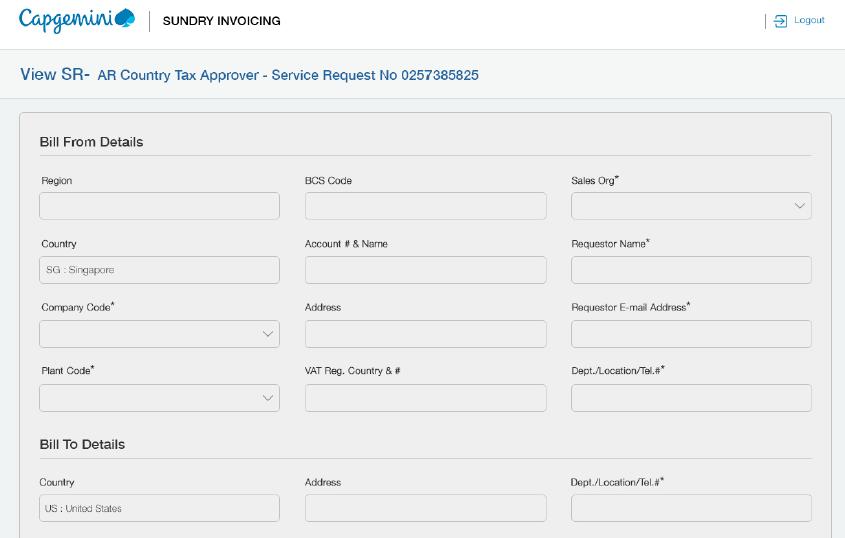 Capgemini
SUNDRY INVOICING
Logout
View SR- AR Country Tax Approver - Service Request No 0257385825
Bill From Details
Region
BCS Code
Sales Org*
Country
Account # & Name
Requestor Name*
SG : Singapore
Company Code*
Address
Requestor E-mail Address*
Plant Code*
VAT Reg. Country & #
Dept./Location/Tel.#*
Bill To Details
Country
Address
Dept./Location/Tel.#*
US : United States